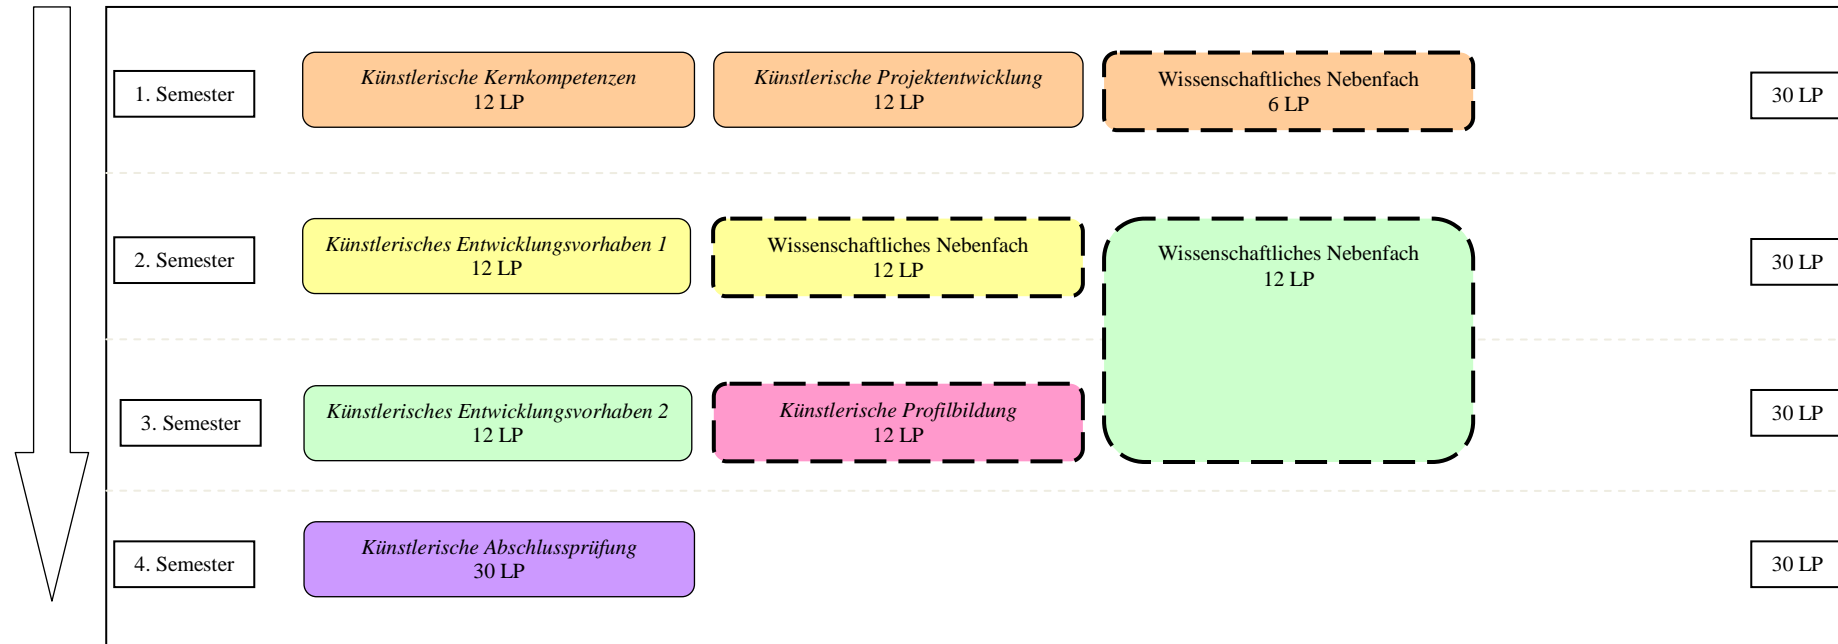 1. Semester
Künstlerische Kernkompetenzen
12 LP
Künstlerische Projektentwicklung
12 LP
Wissenschaftliches Nebenfach
6 LP
30 LP
2. Semester
Künstlerisches Entwicklungsvorhaben 1
12 LP
Wissenschaftliches Nebenfach
12 LP
Wissenschaftliches Nebenfach
12 LP
30 LP
3. Semester
Künstlerisches Entwicklungsvorhaben 2
12 LP
Künstlerische Profilbildung
12 LP
30 LP
4. Semester
Künstlerische Abschlussprüfung
30 LP
30 LP